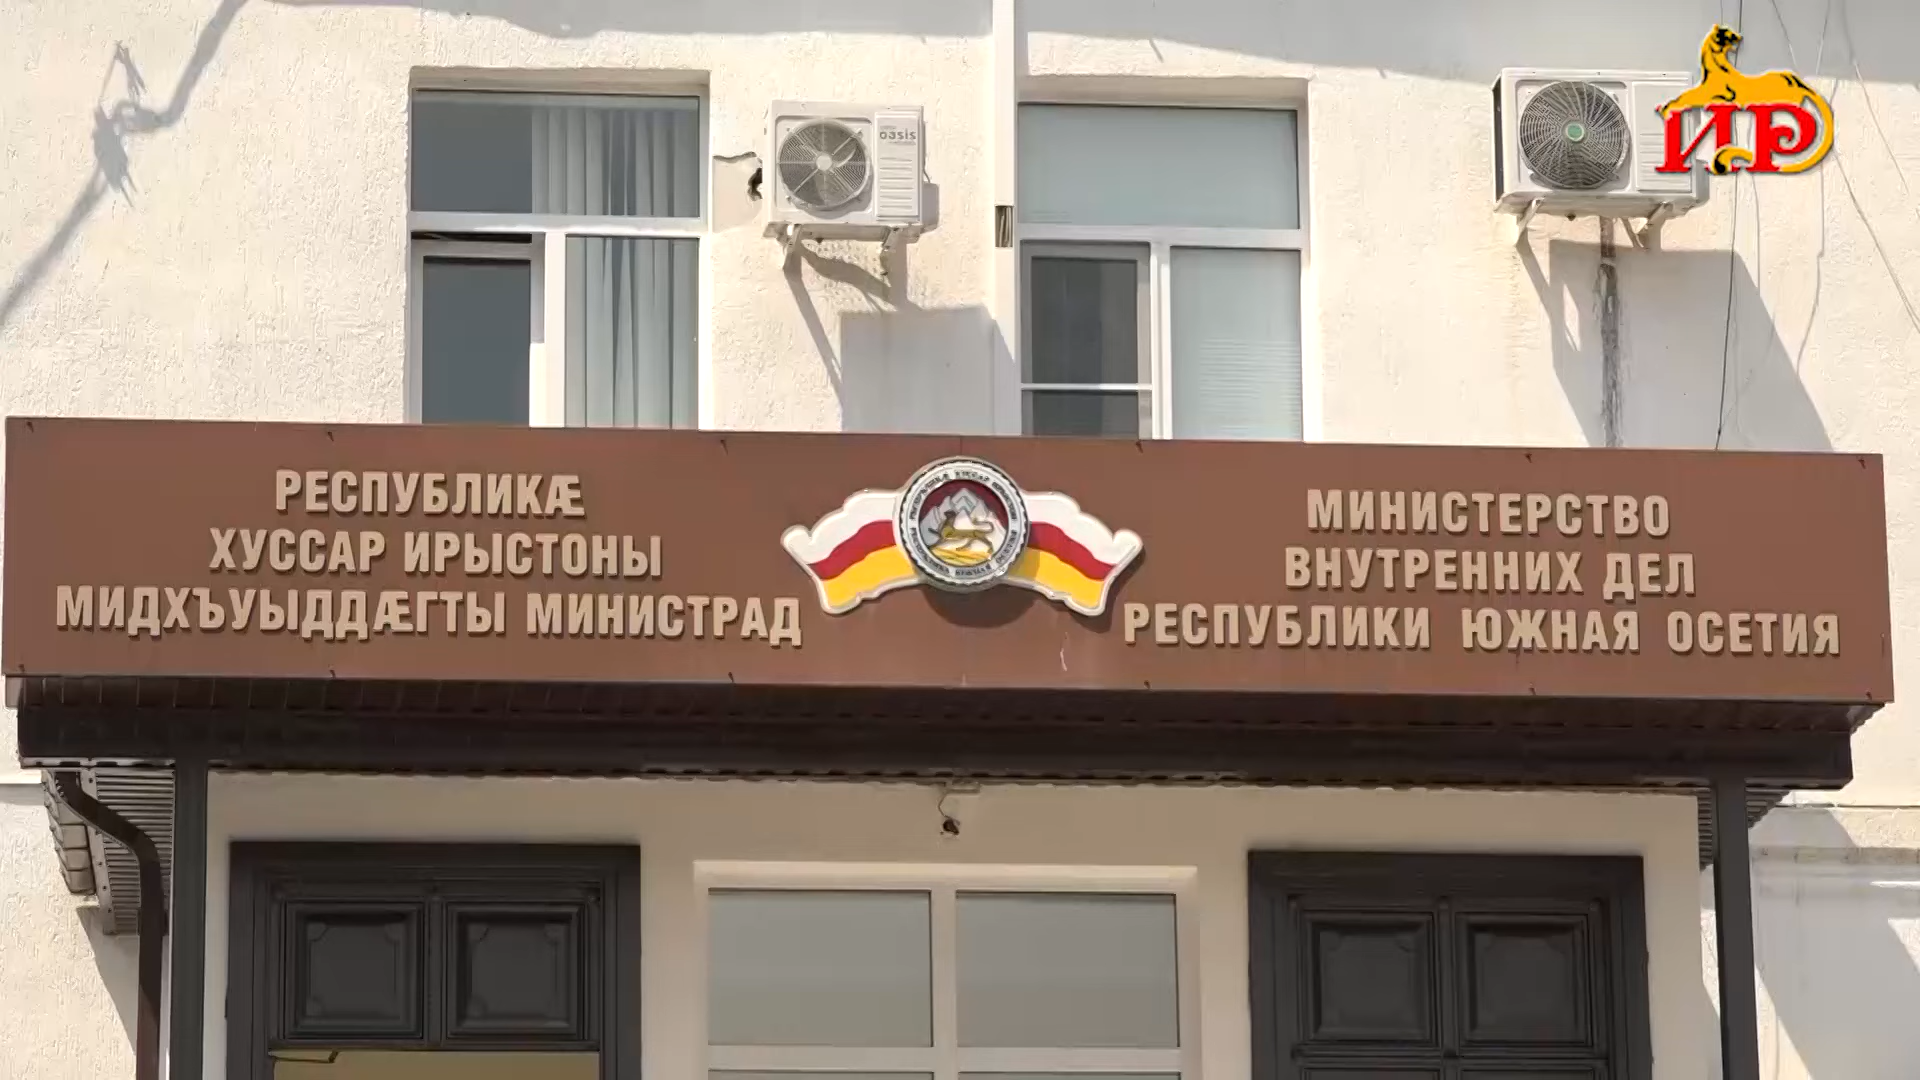 ИР
oasis
РЕСПУБЛИКÆ
ХУССАР ИРЫСТОНЫ
МИДХЪУЫДДÆГТЫ МИНИСТРАД
МИНИСТЕРСТВО
ВНУТРЕННИХ ДЕЛ
РЕСПУБЛИКИ ЮЖНАЯ ОСЕТИЯ